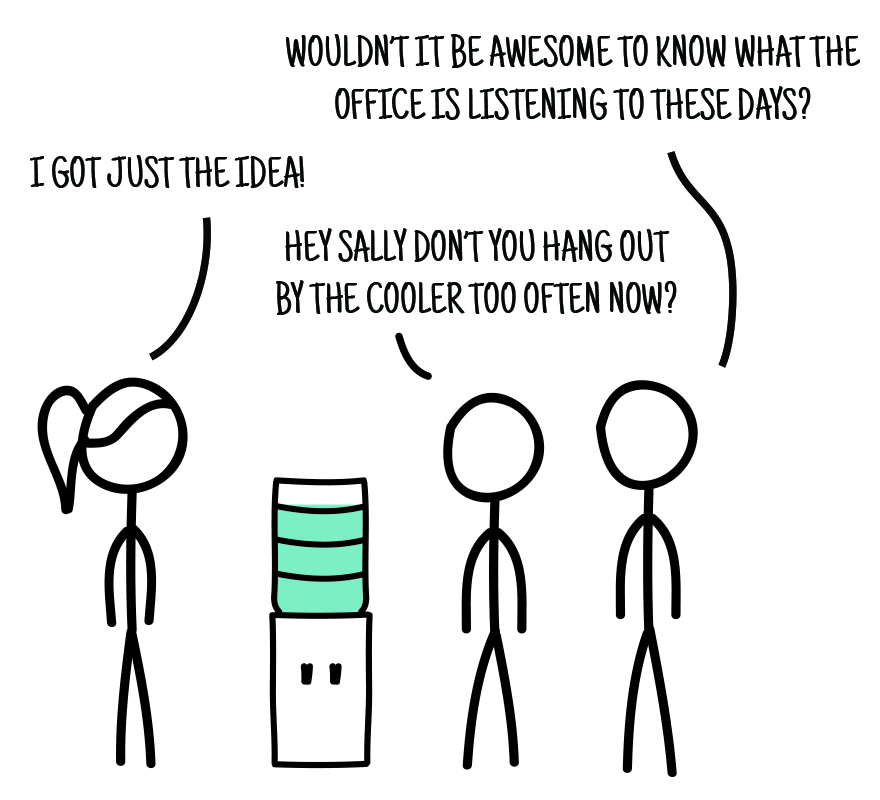 WOULDN'T IT BE AWESOME TO KNOW WHAT THE
OFFICE IS LISTENING TO THESE DAYS?
I GOT JUST THE IDEA!
HEY SALLY DON'T YOU HANG OUT
BY THE COOLER TOO OFTEN NOW?